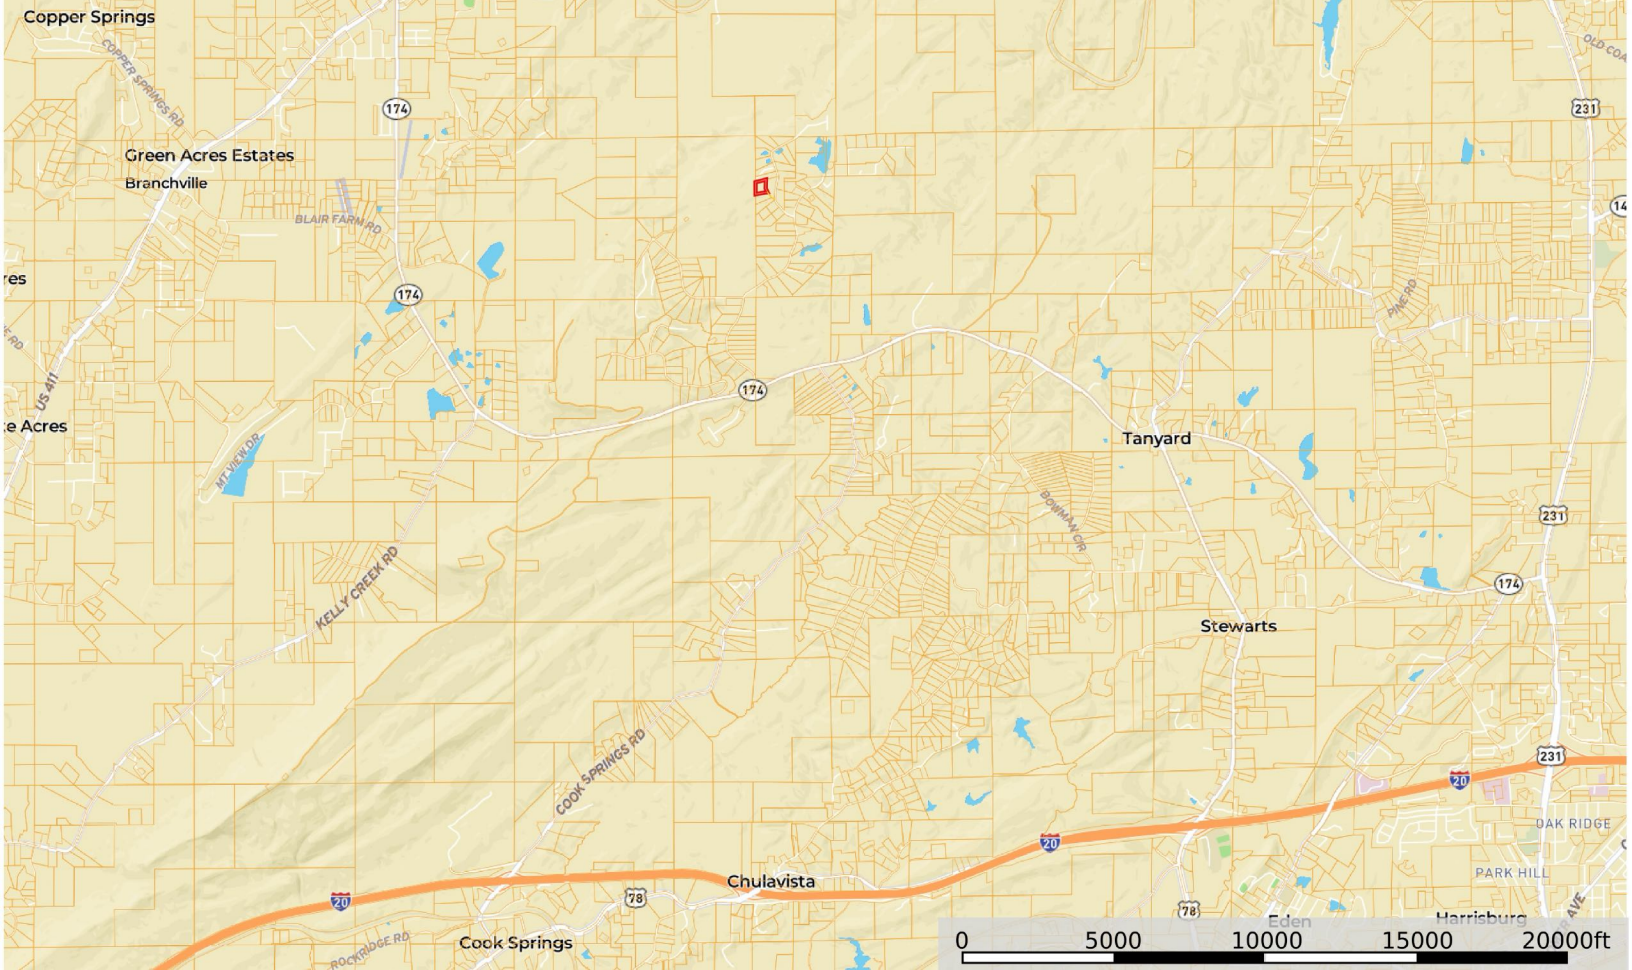 Copper Springs
COPPER SPRINGS RD
OLD COA
174
231
Green Acres Estates
Branchville
14
BLAIR FARM RD
res
174
PINE RD
E RD
US 411
174
e Acres
Tanyard
MT VIEW DR
BOWMAN CIR
231
KELLY CREEK RD
174
Stewarts
COOK SPRINGS RD
231
20
OAK RIDGE
20
PARK HILL
Chulavista
20
78
78
AVE
Eden
Harrisburg
ROCKRIDGE RD
Cook Springs
0 5000 10000 15000 20000ft